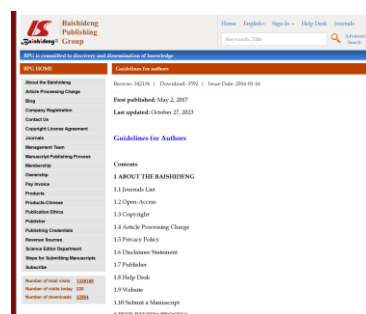 Baishideng
Publishing
Baishideng® Group
Home English Sign In Help Desk Journals
Keywords, Title
Advanced
Search
BPG is committed to discovery and dissemination of knowledge
BPG HOME
Guidelines for authors
About the Baishideng
Article Processing Charge
Blog
Company Registration
Contact Us
Copyright License Agreement
Journals
Management Team
Manuscript Publishing Process
Membership
Ownership
Pay Invoice
Products
Products-Chinese
Publication Ethics
Publisher
Publishing Credentials
Revenue Sources
Science Editor Department
Steps for Submitting Manuscripts
Subscribe
Number of total visits
Number of visits today 220
Number of downloads
Browse: Download: | Issue Date:
First published: May 2, 2017
Last updated: October 27, 2023
Guidelines for Authors
Contents
1 ABOUT THE BAISHIDENG
1.1 Journals List
1.2 Open-Access
1.3 Copyright
1.4 Article Processing Charge
1.5 Privacy Policy
1.6 Disclaimer Statement
1.7 Publisher
1.8 Help Desk
1.9 Website
1.10 Submit a Manuscript